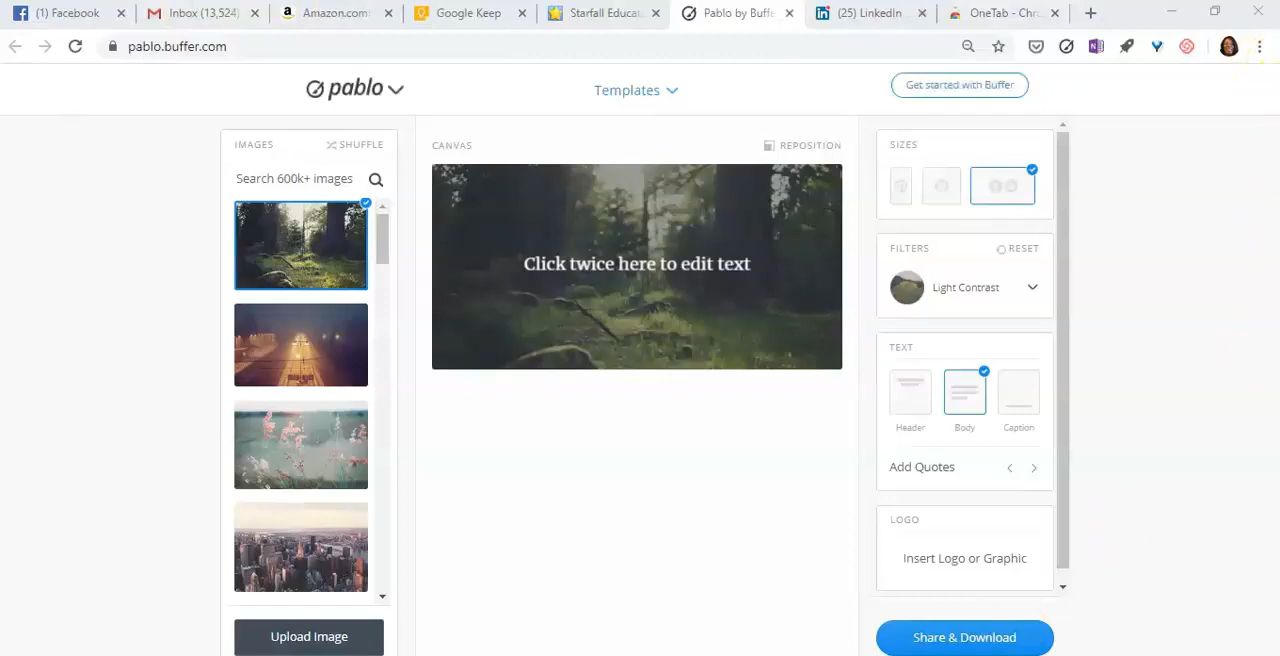 (1) Facebook
Inbox (13,524)
Amazon.com
Google Keep
Starfall Educat
Pablo by Buffe
(25) LinkedIn
OneTab - Chro
pablo.buffer.com
pablo
Templates
Get started with Buffer
IMAGES
SHUFFLE
Search 600k+ images
Upload Image
CANVAS
REPOSITION
Click twice here to edit text
SIZES
FILTERS
RESET
Light Contrast
TEXT
Header
Body
Caption
Add Quotes
LOGO
Insert Logo or Graphic
Share & Download